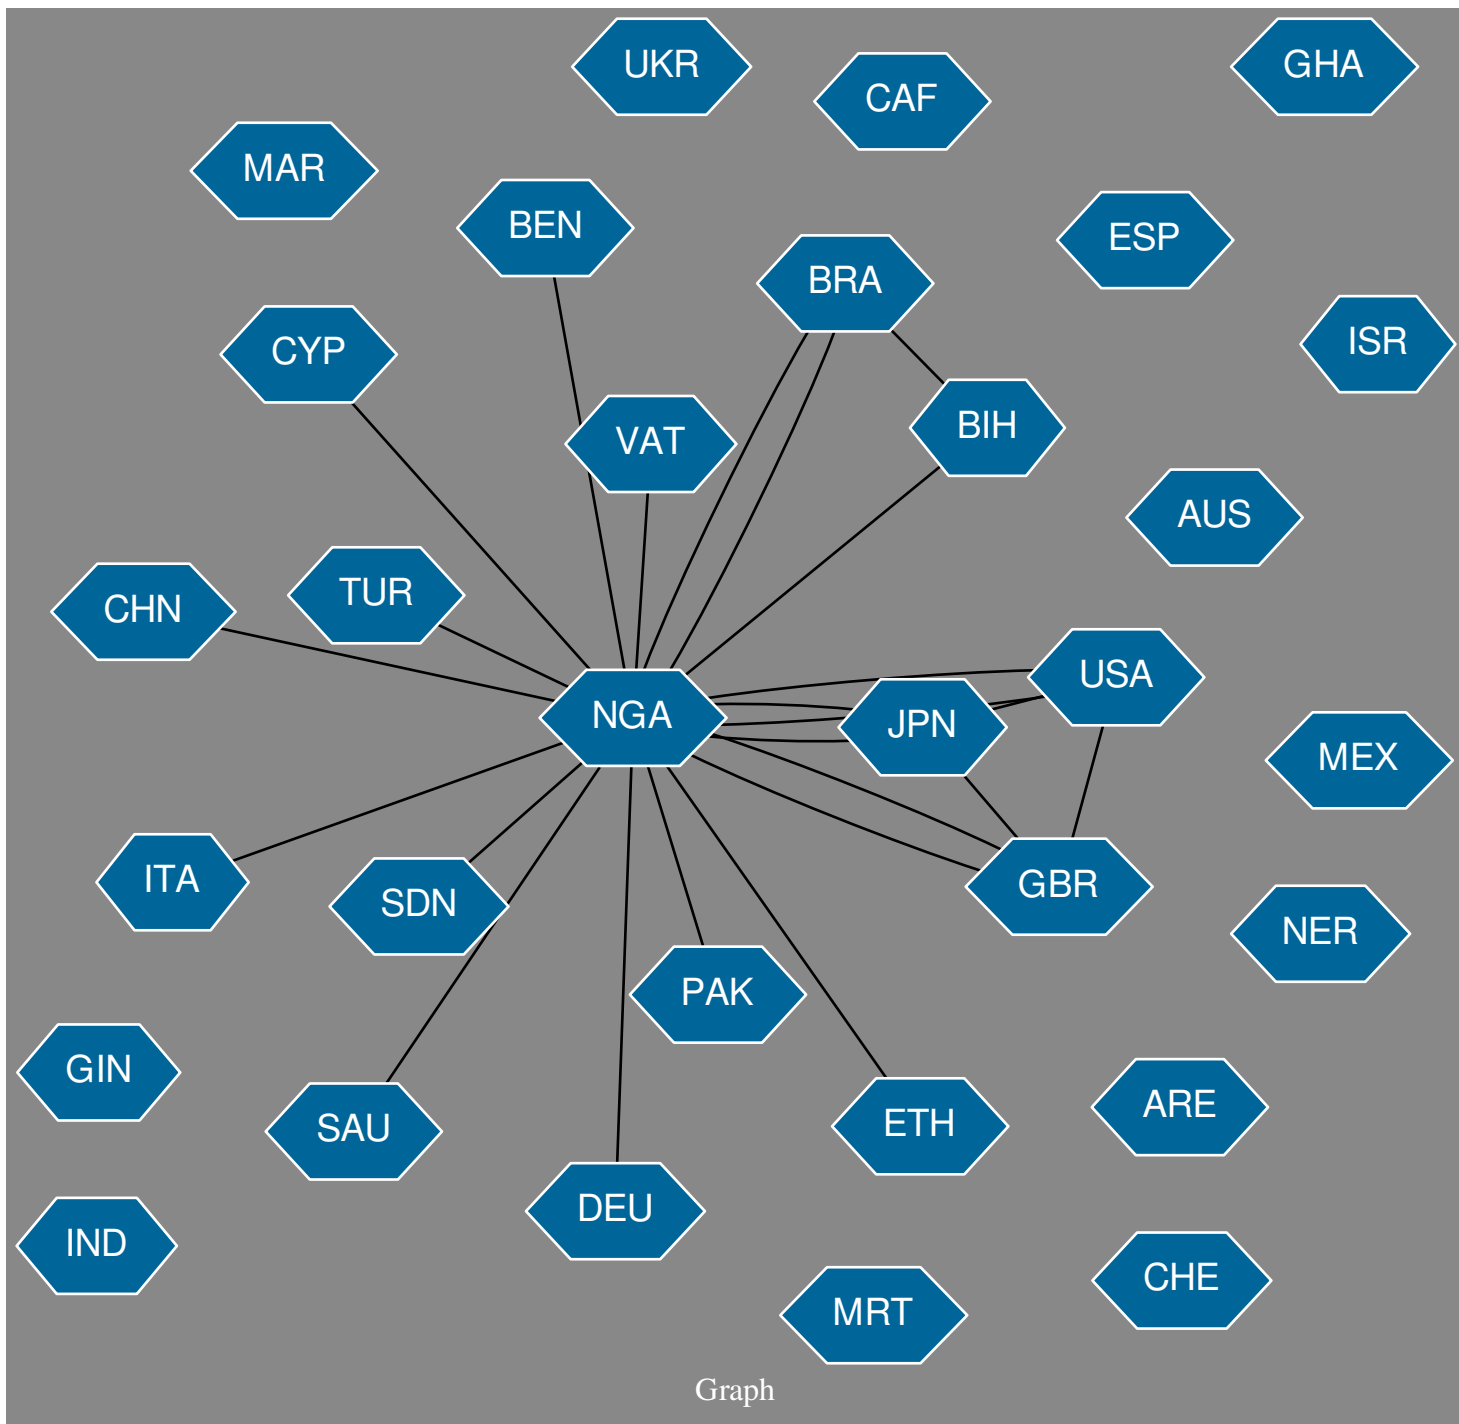 UKR
GHA
CAF
MAR
BEN
ESP
BRA
ISR
CYP
BIH
VAT
AUS
TUR
CHN
USA
NGA
JPN
MEX
ITA
GBR
SDN
NER
PAK
GIN
ARE
ETH
SAU
DEU
IND
CHE
MRT
Graph